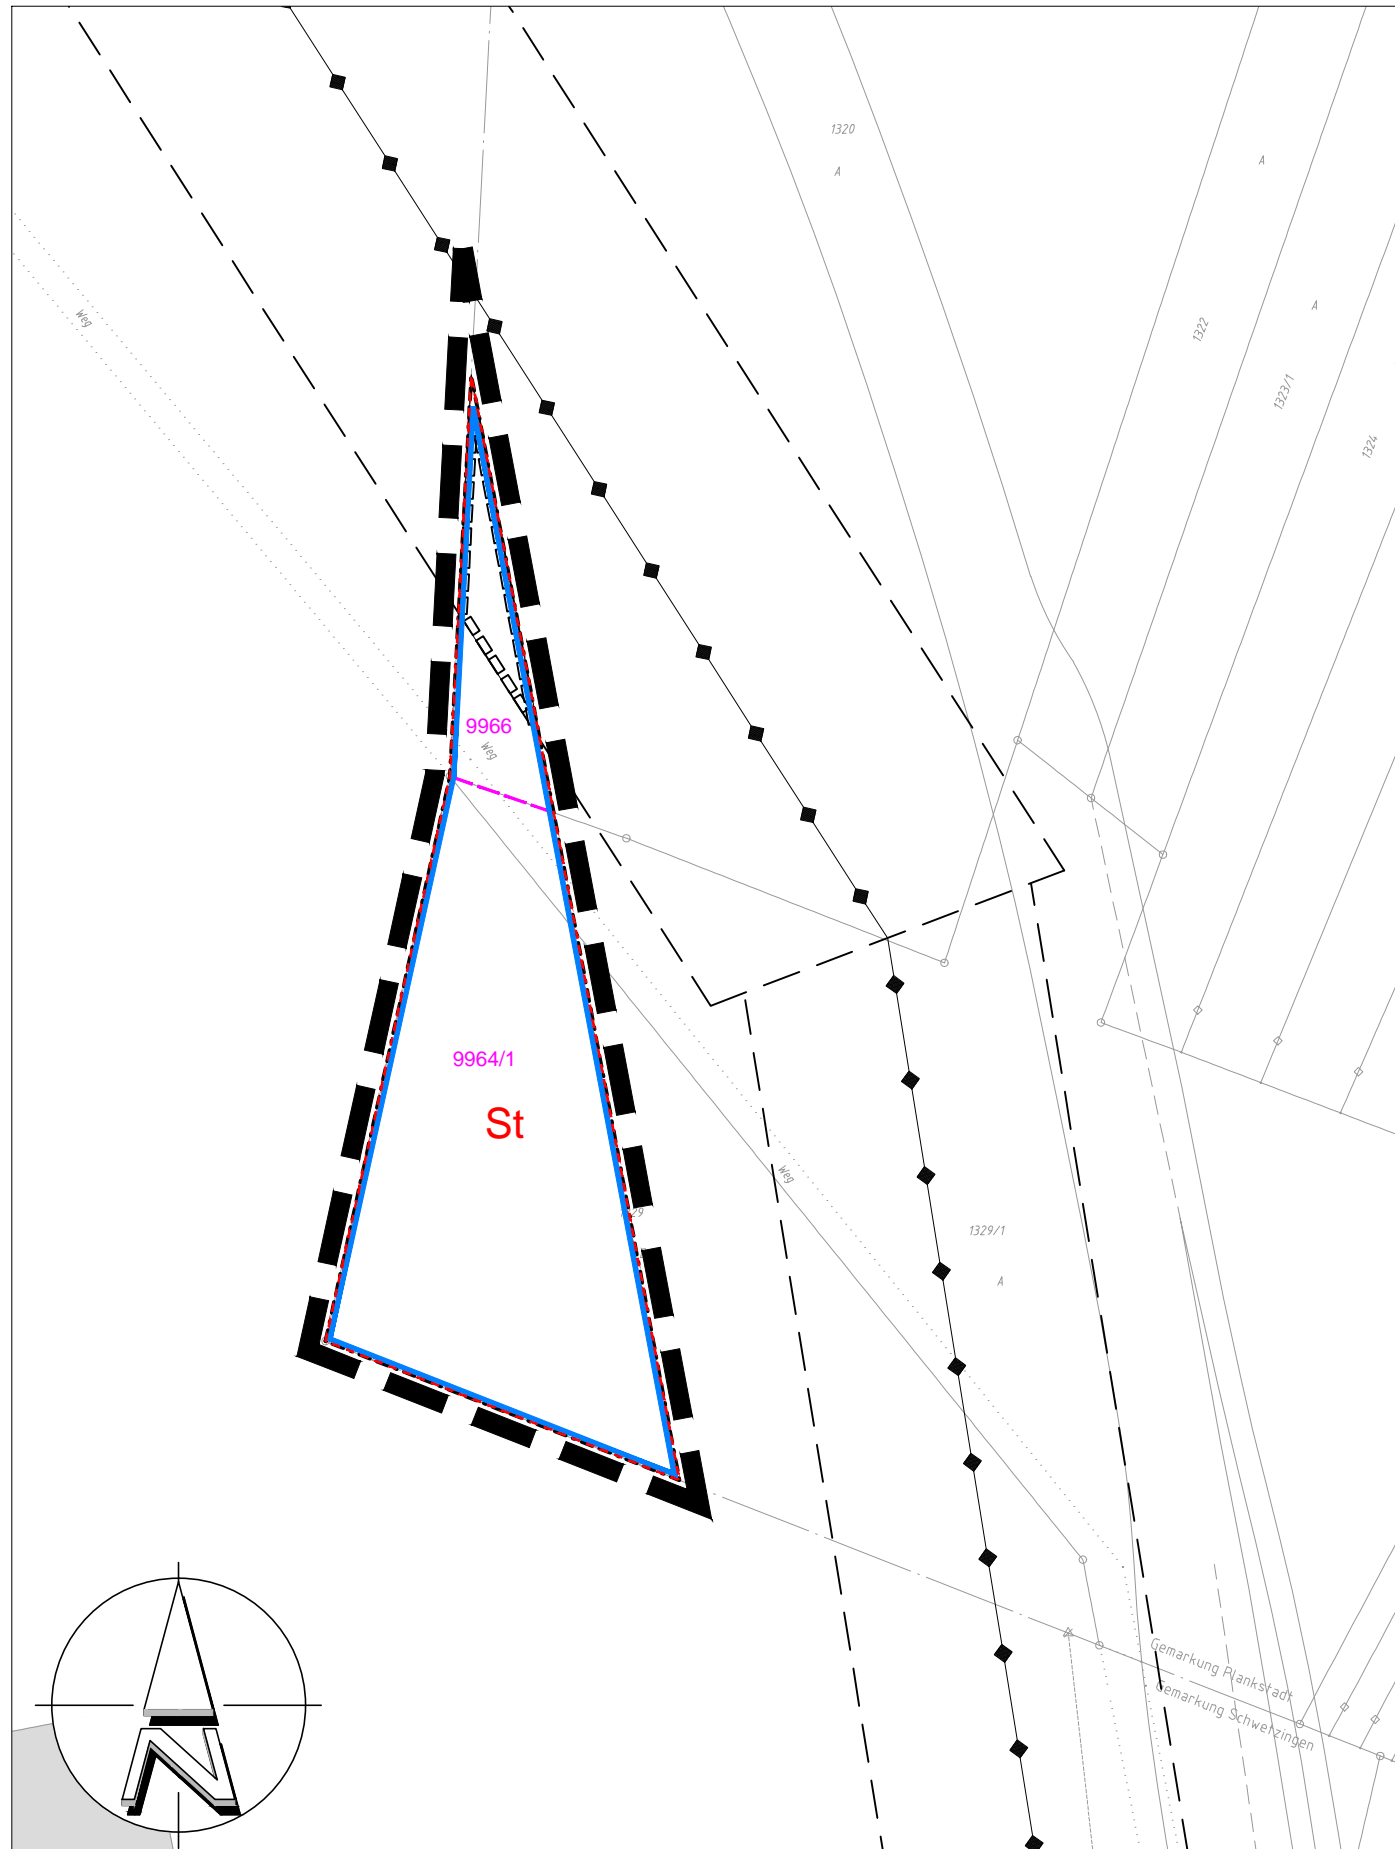 1320
A
A
Weg
A
1322
1323/1
1324
9966
Weg
9964/1
St
Weg
1329/1
A
Gemarkung Plankstadt
Gemarkung Schwetzingen
N